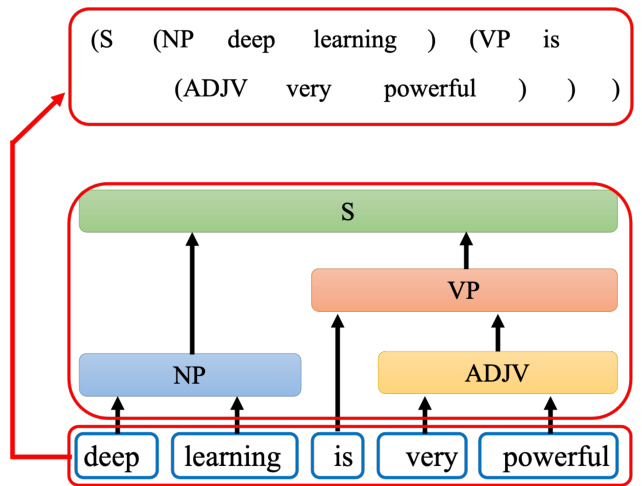 (S (NP deep learning ) (VP is
(ADJV very powerful ) ) )
S
VP
NP ADJV
deep learning is very powerful